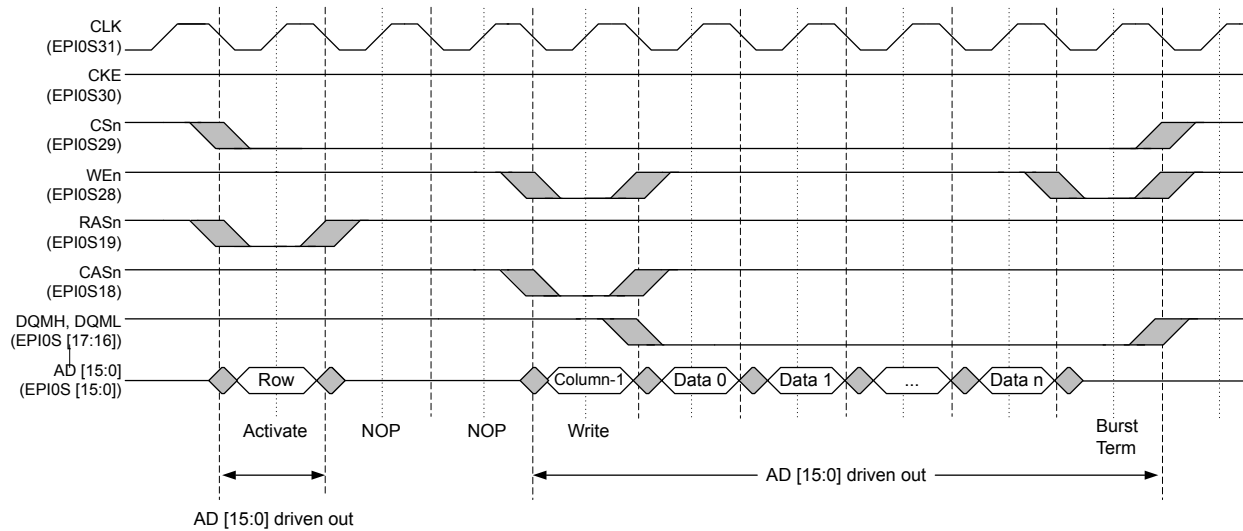 CLK
(EPI0S31)
CKE
(EPI0S30)
CSn
(EPI0S29)
WEn
(EPI0S28)
RASn
(EPI0S19)
CASn
(EPI0S18)
DQMH, DQML
(EPI0S [17:16])
AD [15:0]
(EPI0S [15:0])
Row
Column-1
Data 0
Data 1
...
Data n
Activate
NOP
NOP
Write
Burst
Term
AD [15:0] driven out
AD [15:0] driven out